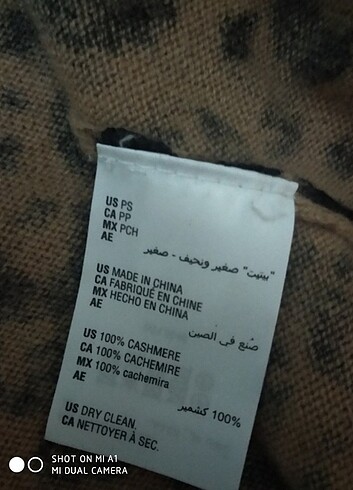 US PS
CA PP
MX PCH
AE
"بيتيت" صغير ونحيف - صغير
US MADE IN CHINA
CA FABRIQUÉ EN CHINE
MX HECHO EN CHINA
AE
صنع في الصين
US 100% CASHMERE
CA 100% CACHEMIRE
MX 100% cachemira
AE
100% كشمير
US DRY CLEAN.
CA NETTOYER À SEC.
SHOT ON MI A1
MI DUAL CAMERA